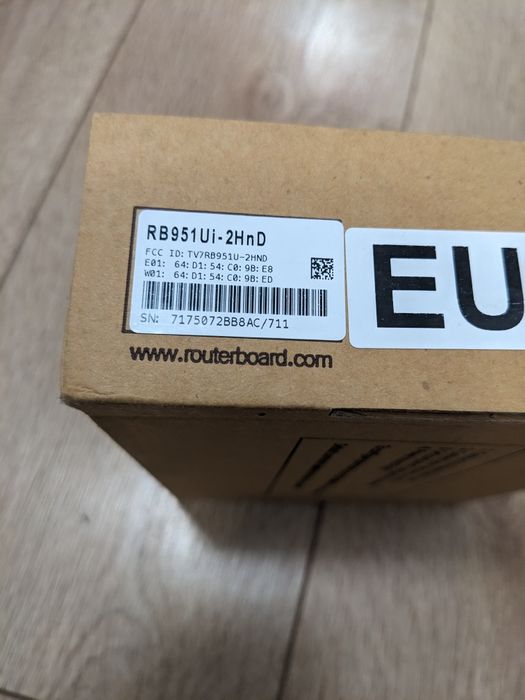 RB951Ui-2HnD
FCC ID: TV7RB951U-2HND
E01: 64:D1:54:C0:9B:E8
W01: 64:D1:54:C0:9B:ED
SN: 7175072BB8AC/711
EU
www.routerboard.com